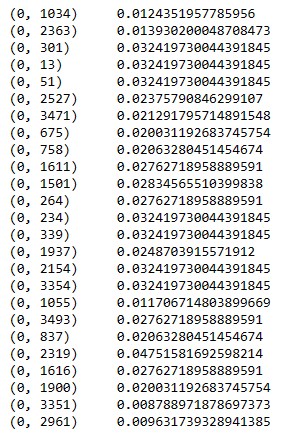 (0, 1034) 0.0124351957785956
(0, 2363) 0.013930200048708473
(0, 301) 0.032419730044391845
(0, 13) 0.032419730044391845
(0, 51) 0.032419730044391845
(0, 2527) 0.02375790846299107
(0, 3471) 0.021291795714891548
(0, 675) 0.020031192683745754
(0, 758) 0.02063280451454674
(0, 1611) 0.02762718958889591
(0, 1501) 0.02834565510399838
(0, 264) 0.02762718958889591
(0, 234) 0.032419730044391845
(0, 339) 0.032419730044391845
(0, 1937) 0.0248703915571912
(0, 2154) 0.032419730044391845
(0, 3354) 0.032419730044391845
(0, 1055) 0.011706714803899669
(0, 3493) 0.02762718958889591
(0, 837) 0.02063280451454674
(0, 2319) 0.04751581692598214
(0, 1616) 0.02762718958889591
(0, 1900) 0.020031192683745754
(0, 3351) 0.008788971878697373
(0, 2961) 0.009631739328941385